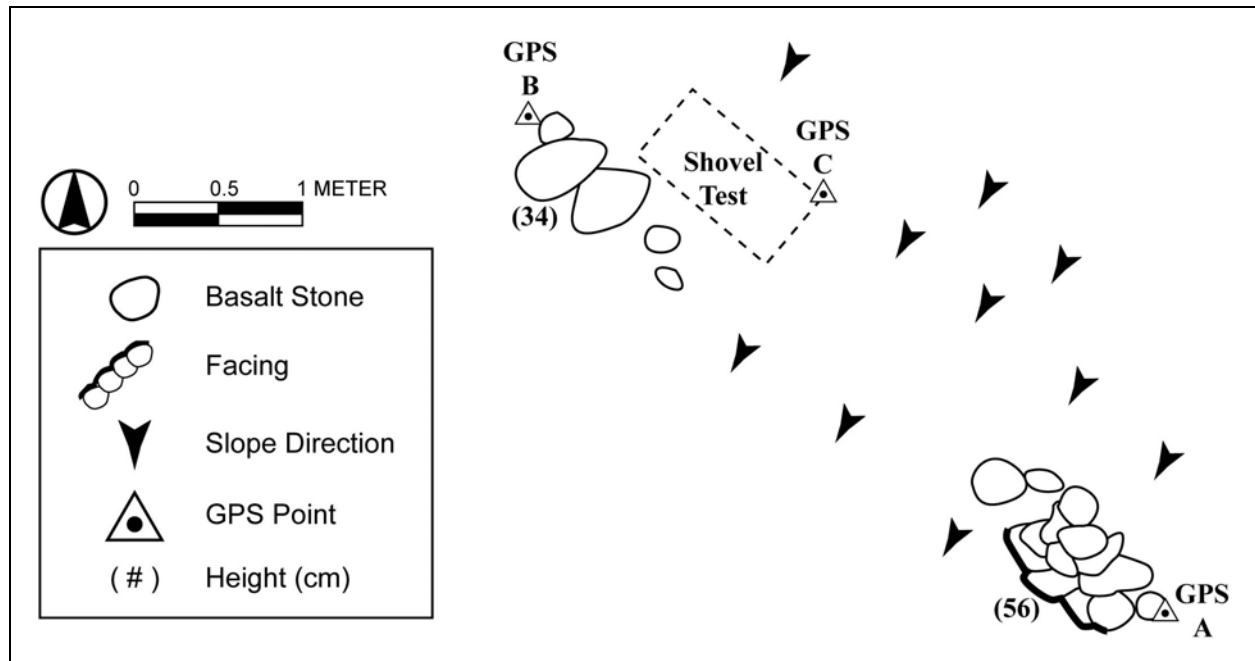 GPS
B
GPS
C
Shovel
Test
0 0.5 1 METER
(34)
Basalt Stone
Facing
Slope Direction
GPS Point
( # ) Height (cm)
(56)
GPS
A